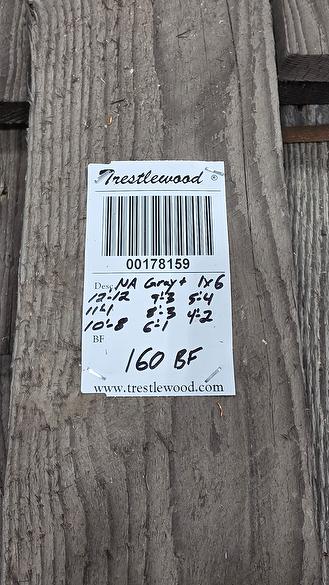 Trestlewood ®
00178159
Desc. NA Gray+ 1x6
12'-12 9'-3 5'-4
11'-1 8'-3 4'-2
10'-8 6'-1
BF
160 BF
www.trestlewood.com